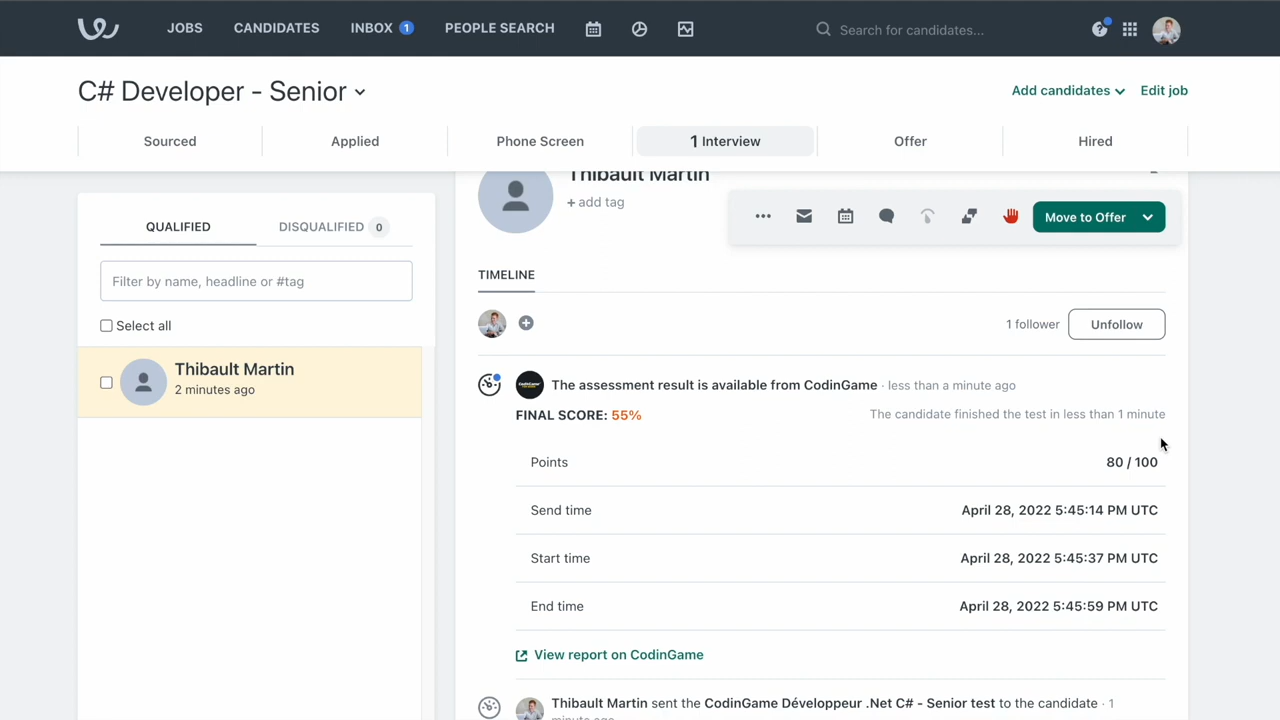 JOBS CANDIDATES INBOX 1 PEOPLE SEARCH Search for candidates...
C# Developer - Senior
Add candidates Edit job
Sourced Applied Phone Screen 1 Interview Offer Hired
Thibault Martin
+ add tag
Move to Offer
QUALIFIED DISQUALIFIED 0
Filter by name, headline or #tag
Select all
Thibault Martin
2 minutes ago
TIMELINE
1 follower Unfollow
The assessment result is available from CodinGame · less than a minute ago
FINAL SCORE: 55% The candidate finished the test in less than 1 minute
Points 80 / 100
Send time April 28, 2022 5:45:14 PM UTC
Start time April 28, 2022 5:45:37 PM UTC
End time April 28, 2022 5:45:59 PM UTC
View report on CodinGame
Thibault Martin sent the CodinGame Développeur .Net C# - Senior test to the candidate · 1
minute ago